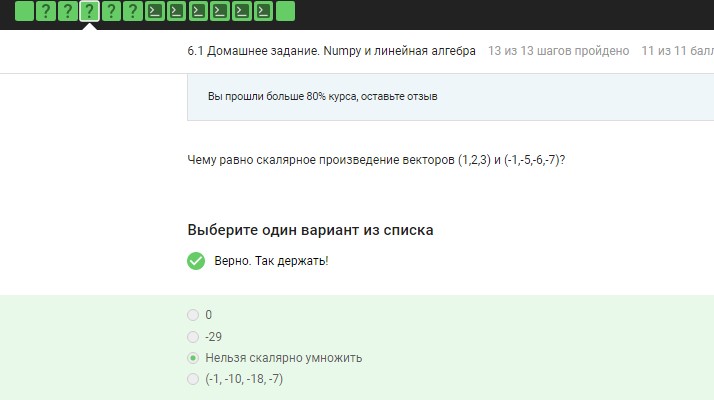 ? ? ? ? ?
6.1 Домашнее задание. Numpy и линейная алгебра 13 из 13 шагов пройдено 11 из 11 балл
Вы прошли больше 80% курса, оставьте отзыв
Чему равно скалярное произведение векторов (1,2,3) и (-1,-5,-6,-7)?
Выберите один вариант из списка
Верно. Так держать!
0
-29
Нельзя скалярно умножить
(-1, -10, -18, -7)